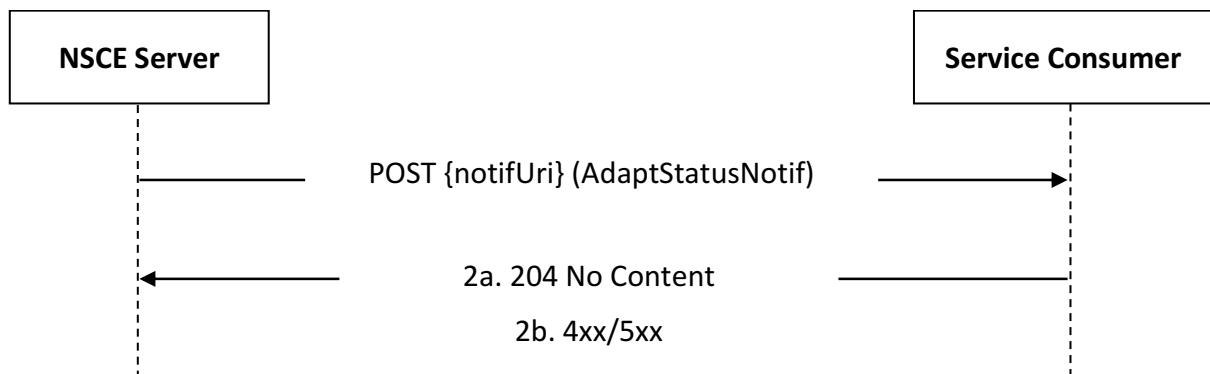 NSCE Server
Service Consumer
POST {notifUri} (AdaptStatusNotif)
2a. 204 No Content
2b. 4xx/5xx